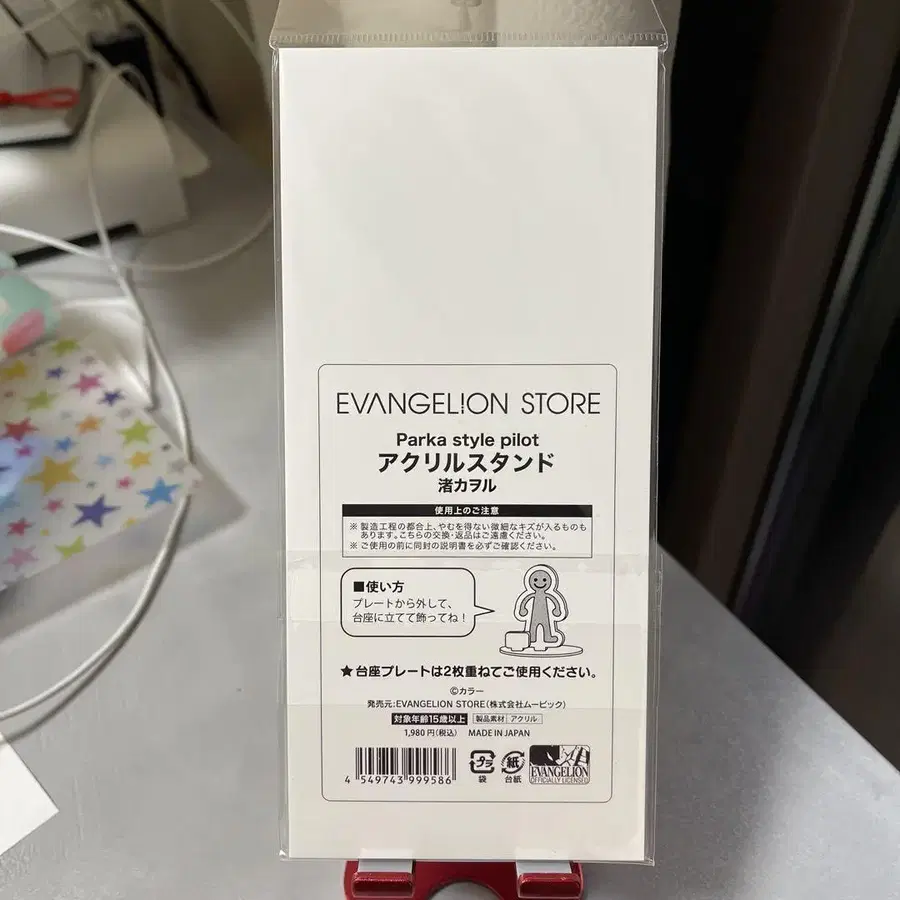 EVANGELION STORE
Parka style pilot
アクリルスタンド
渚カヲル
使用上のご注意
※ 製造工程の都合上、やむを得ない微細なキズが入るものも
あります。こちらの交換・返品はご遠慮ください。
※ ご使用の前に同封の説明書を必ずご確認ください。
■使い方
プレートから外して、
台座に立てて飾ってね!
★台座プレートは2枚重ねてご使用ください。
©カラー
発売元:EVANGELION STORE(株式会社ムービック)
対象年齢15歳以上 製品素材 アクリル
1,980円(税込) MADE IN JAPAN
4 549743 999586
プラ
袋
紙
台紙
EVANGELION
OFFICIALLY LICENSED